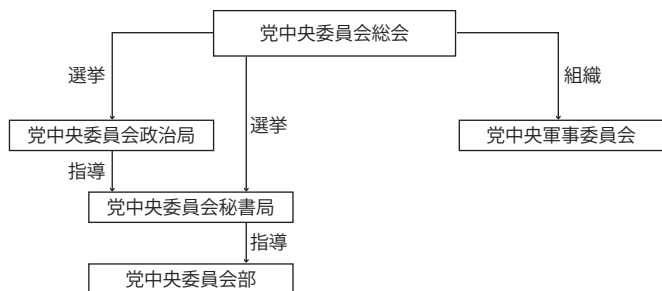 党中央委員会総会
選挙
組織
選挙
党中央委員会政治局
党中央軍事委員会
指導
党中央委員会秘書局
指導
党中央委員会部